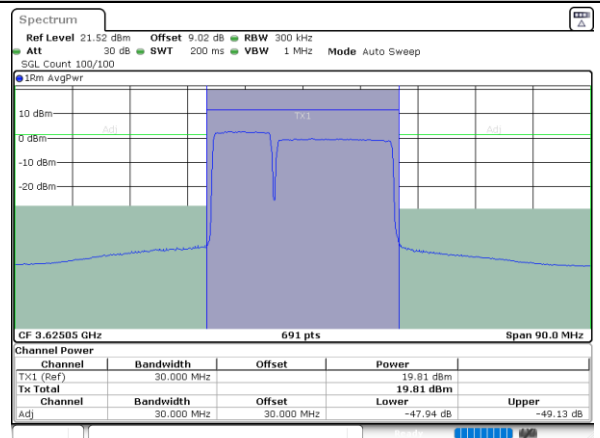 Spectrum
Ref Level 21.52 dBm Offset 9.02 dB RBW 300 kHz
Att 30 dB SWT 200 ms VBW 1 MHz Mode Auto Sweep
SGL Count 100/100
1Rm AvgPwr
10 dBm
TX1
Adj Adj
0 dBm
-10 dBm
-20 dBm
CF 3.62505 GHz 691 pts Span 90.0 MHz
Channel Power
Channel Bandwidth Offset Power
TX1 (Ref) 30.000 MHz 19.81 dBm
Tx Total 19.81 dBm
Channel Bandwidth Offset Lower Upper
Adj 30.000 MHz 30.000 MHz -47.94 dB -49.13 dB